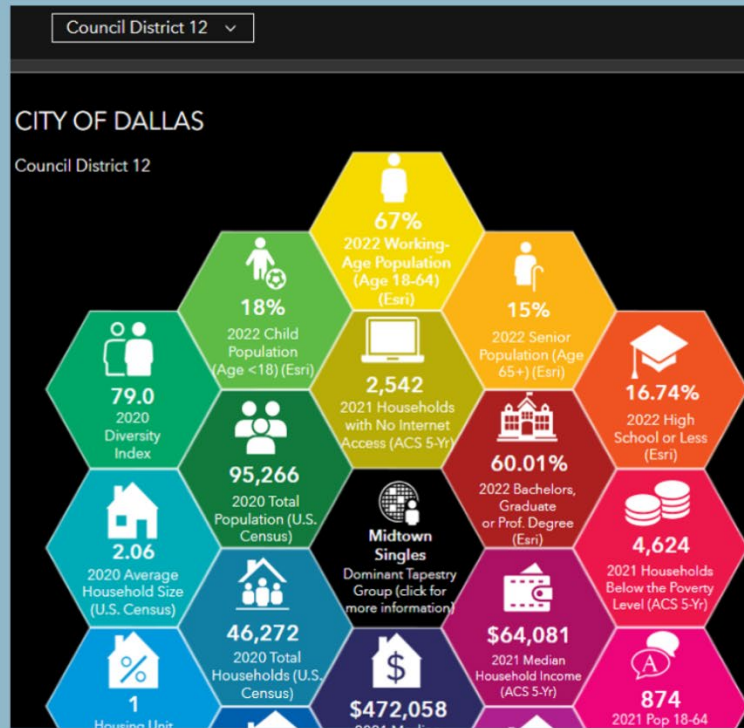 Council District 12
CITY OF DALLAS
Council District 12
67%
2022 Working-
Age Population
(Age 18-64)
(Esri)
18%
2022 Child
Population
(Age <18) (Esri)
15%
2022 Senior
Population (Age
65+) (Esri)
79.0
2020
Diversity
Index
2,542
2021 Households
with No Internet
Access (ACS 5-Yr)
16.74%
2022 High
School or Less
(Esri)
95,266
2020 Total
Population (U.S.
Census)
60.01%
2022 Bachelors,
Graduate
or Prof. Degree
(Esri)
2.06
2020 Average
Household Size
(U.S. Census)
Midtown
Singles
Dominant Tapestry
Group (click for
more information)
4,624
2021 Households
Below the Poverty
Level (ACS 5-Yr)
46,272
2020 Total
Households (U.S.
Census)
$64,081
2021 Median
Household Income
(ACS 5-Yr)
%
1
Housing Unit
$
$472,058
A
874
2021 Pop 18-64